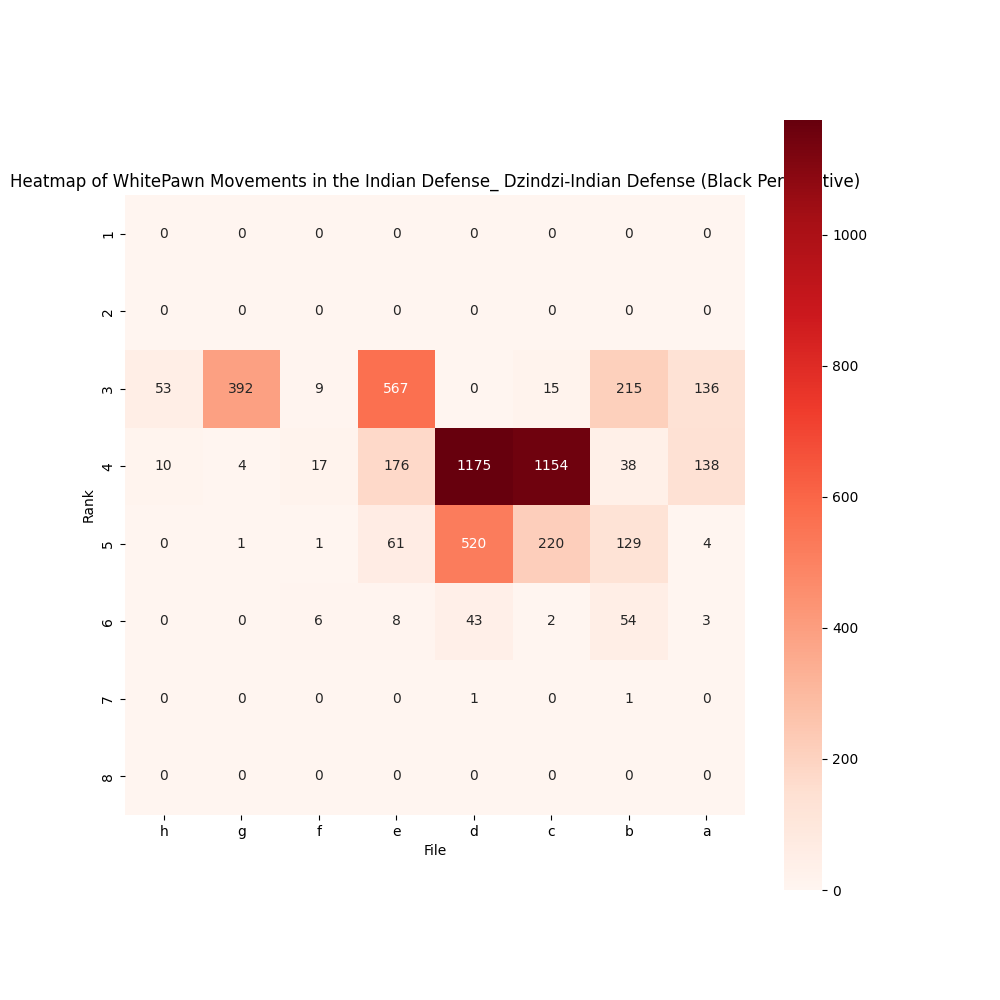 Heatmap of WhitePawn Movements in the Indian Defense_ Dzindzi-Indian Defense (Black Per tive)
1 0 0 0 0 0 0 0 0
2 0 0 0 0 0 0 0 0
3 53 392 9 567 0 15 215 136
4 10 4 17 176 1175 1154 38 138
5 0 1 1 61 520 220 129 4
6 0 0 6 8 43 2 54 3
7 0 0 0 0 1 0 1 0
8 0 0 0 0 0 0 0 0
h g f e d c b a
File
Rank
1000
800
600
400
200
0